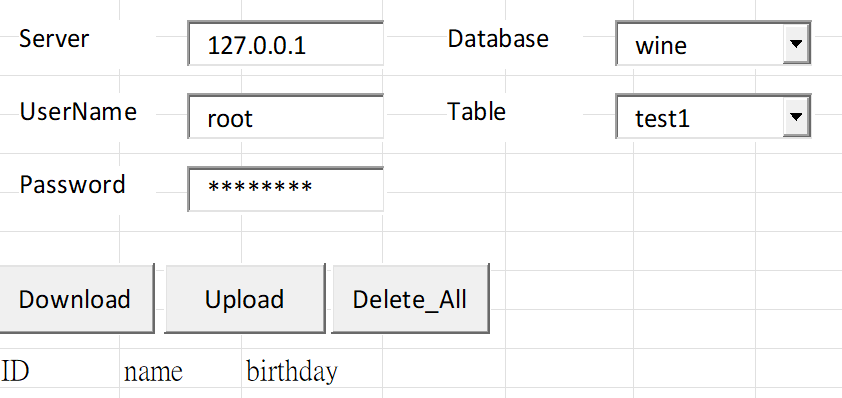 Server 127.0.0.1 Database wine
UserName root Table test1
Password ********
Download Upload Delete_All
ID name birthday